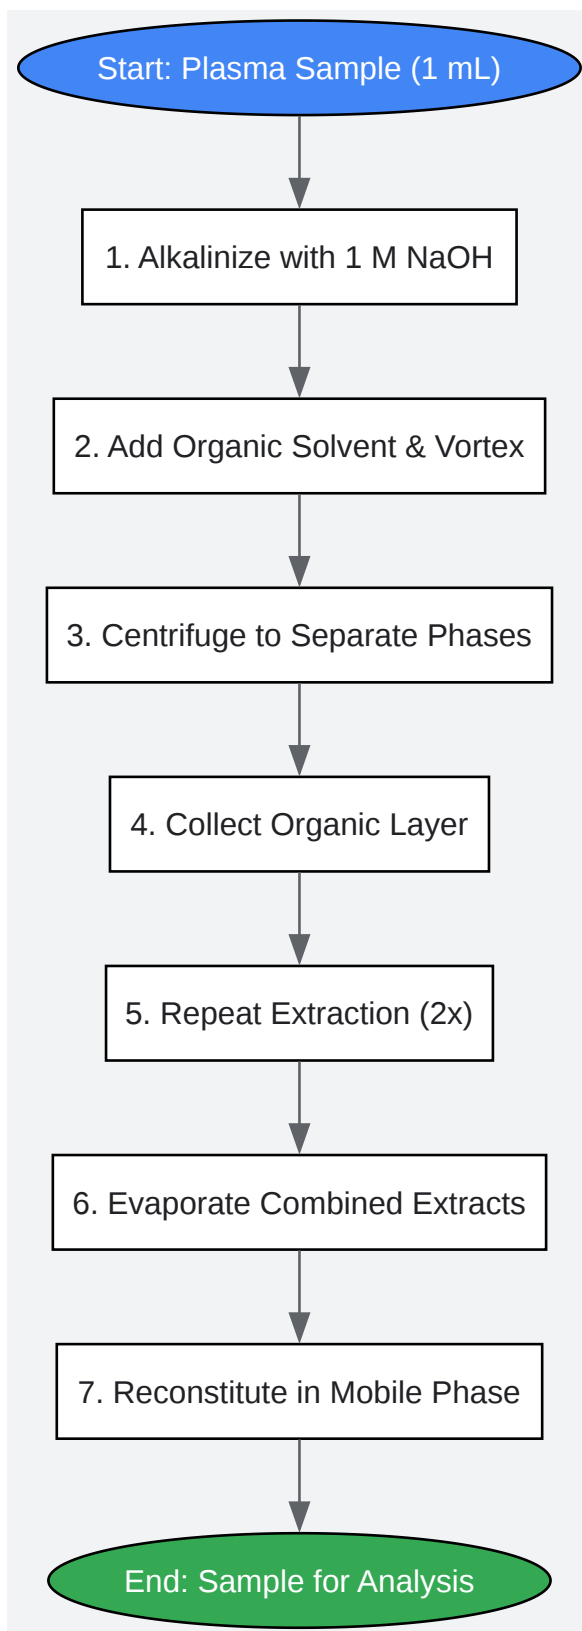 Start: Plasma Sample (1 mL)
1. Alkalinize with 1 M NaOH
2. Add Organic Solvent & Vortex
3. Centrifuge to Separate Phases
4. Collect Organic Layer
5. Repeat Extraction (2x)
6. Evaporate Combined Extracts
7. Reconstitute in Mobile Phase
End: Sample for Analysis